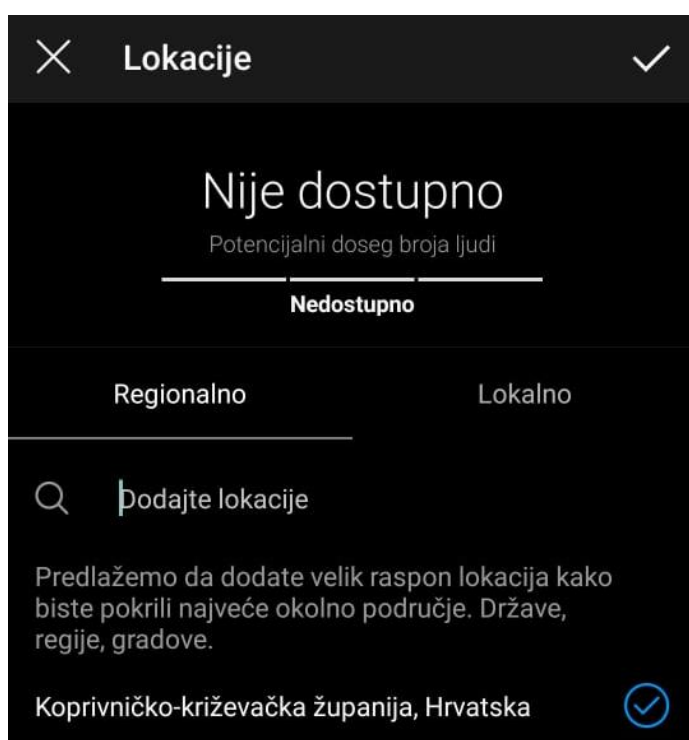 Lokacije
Nije dostupno
Potencijalni doseg broja ljudi
Nedostupno
Regionalno
Lokalno
Dodajte lokacije
Predlažemo da dodate velik raspon lokacija kako
biste pokrili najveće okolno područje. Države,
regije, gradove.
Koprivničko-križevačka županija, Hrvatska